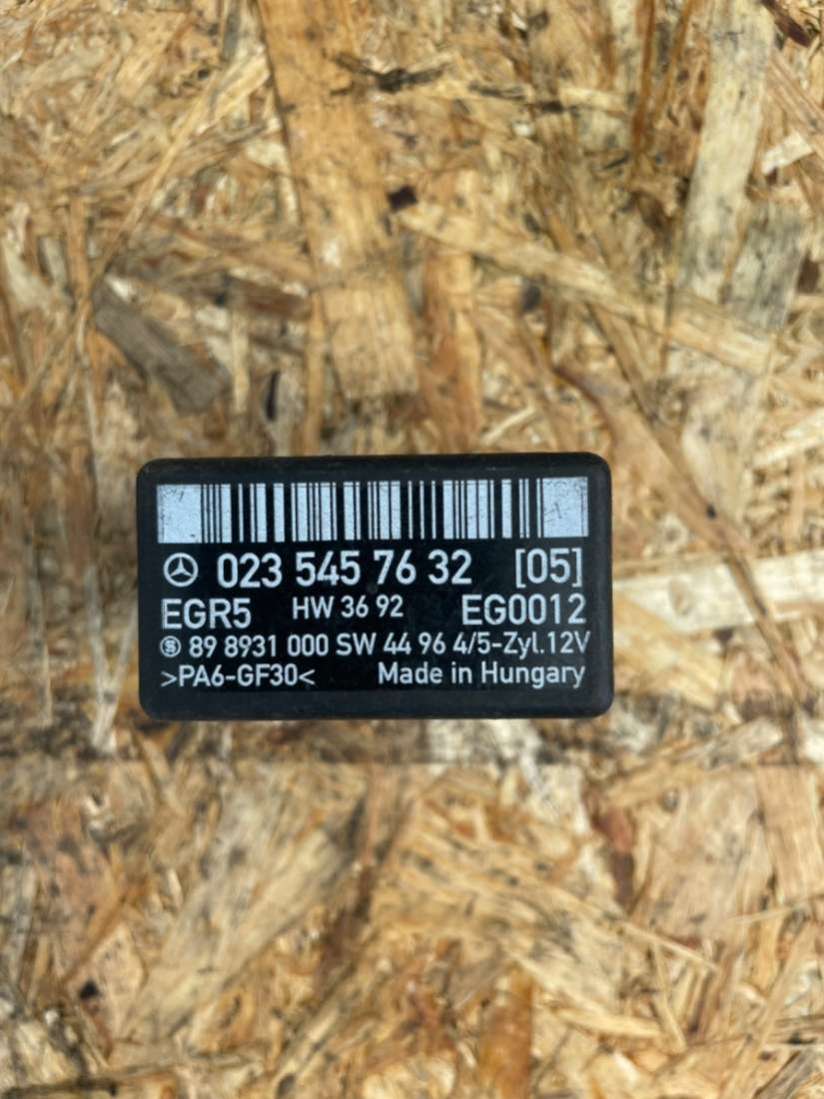 023 545 76 32 [05]
EGR5 HW 36 92 EG0012
89 8931 000 SW 44 96 4/5-Zyl.12V
>PA6-GF30< Made in Hungary